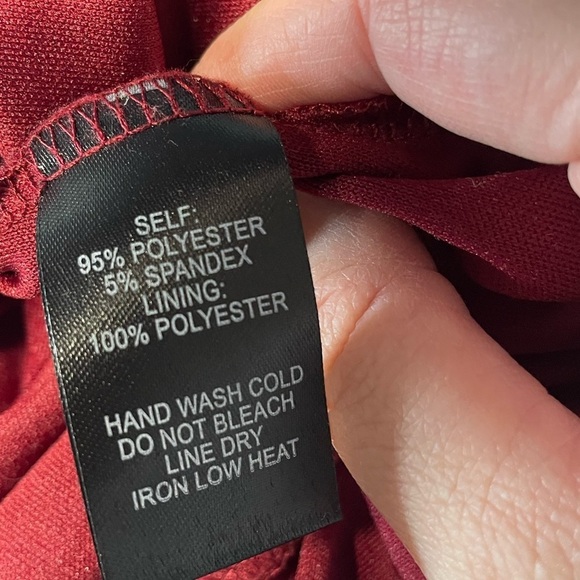 SELF:
95% POLYESTER
5% SPANDEX
LINING:
100% POLYESTER
HAND WASH COLD
DO NOT BLEACH
LINE DRY
IRON LOW HEAT